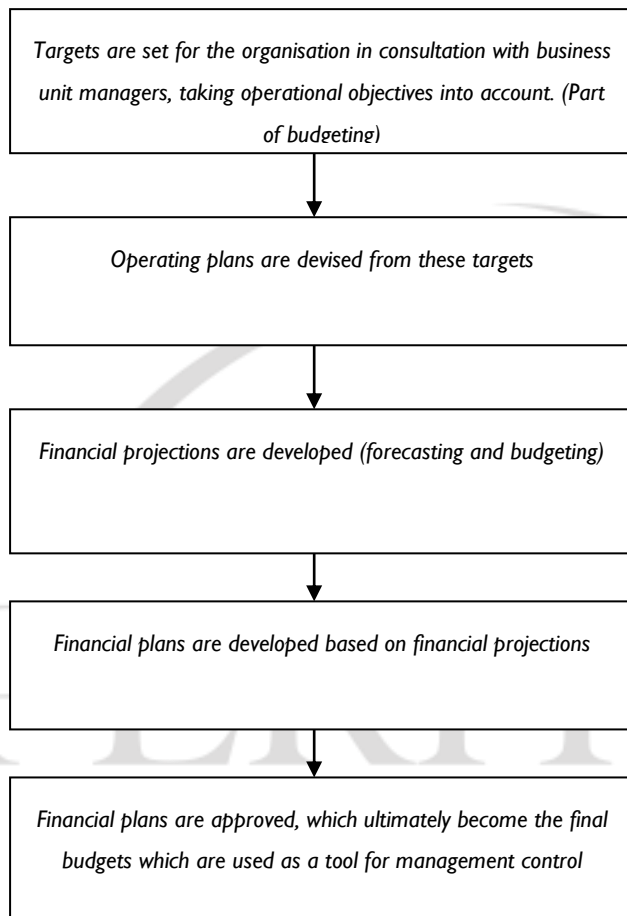 Targets are set for the organisation in consultation with business
unit managers, taking operational objectives into account. (Part
of budgeting)
Operating plans are devised from these targets
Financial projections are developed (forecasting and budgeting)
Financial plans are developed based on financial projections
Financial plans are approved, which ultimately become the final
budgets which are used as a tool for management control